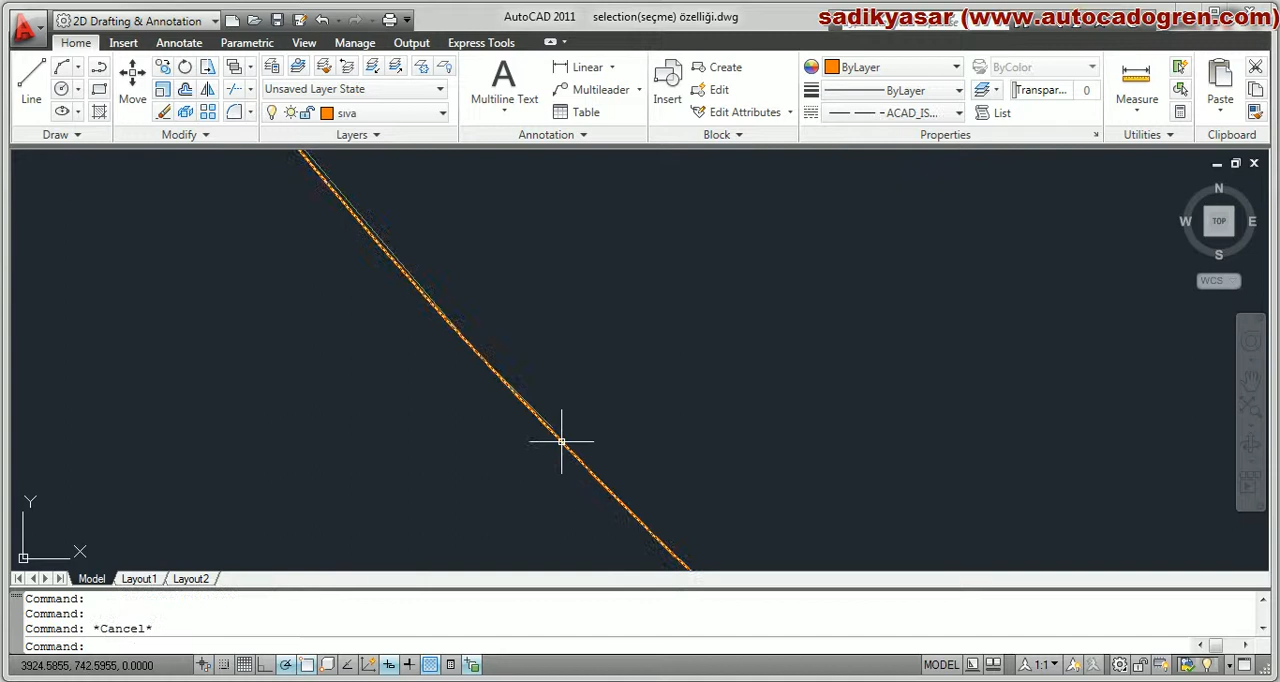 2D Drafting & Annotation
AutoCAD 2011 selection(seçme) özelliği.dwg
sadikyasar (www.autocadogren.com)
Home Insert Annotate Parametric View Manage Output Express Tools
Line
Move
Unsaved Layer State
sıva
Multiline Text
Linear
Multileader
Table
Insert
Create
Edit
Edit Attributes
ByLayer
ByLayer
ACAD_IS...
ByColor
Transpar... 0
List
Measure
Paste
Draw Modify Layers Annotation Block Properties Utilities Clipboard
N
W TOP E
S
WCS
Y
X
Model Layout1 Layout2
Command:
Command:
Command: *Cancel*
Command:
3924.5855, 742.5955, 0.0000 MODEL 1:1